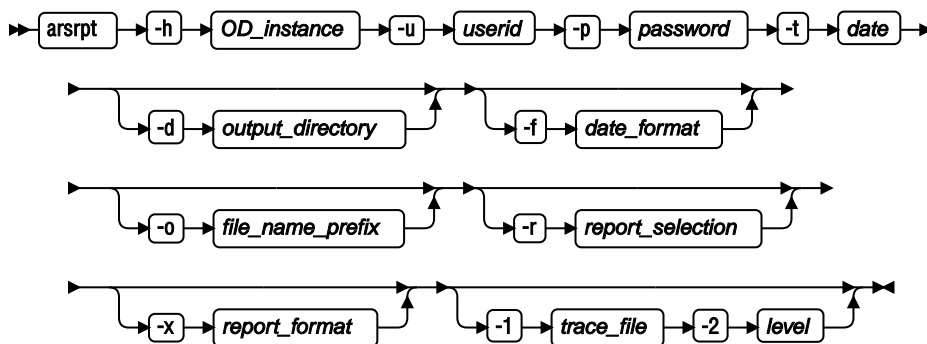 arsrpt -h OD_instance -u userid -p password -t date
-d output_directory -f date_format
-o file_name_prefix -r report_selection
-x report_format -1 trace_file -2 level